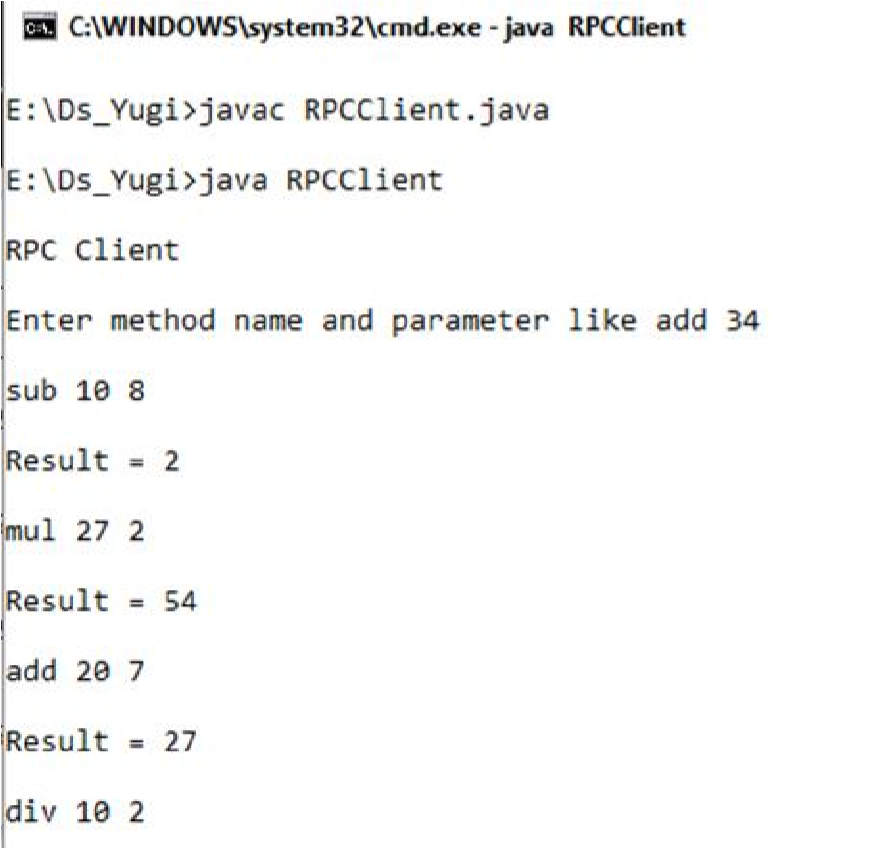 C:\WINDOWS\system32\cmd.exe - java RPCClient
E:\Ds_Yugi>javac RPCClient.java
E:\Ds_Yugi>java RPCClient
RPC Client
Enter method name and parameter like add 34
sub 10 8
Result = 2
mul 27 2
Result = 54
add 20 7
Result = 27
div 10 2